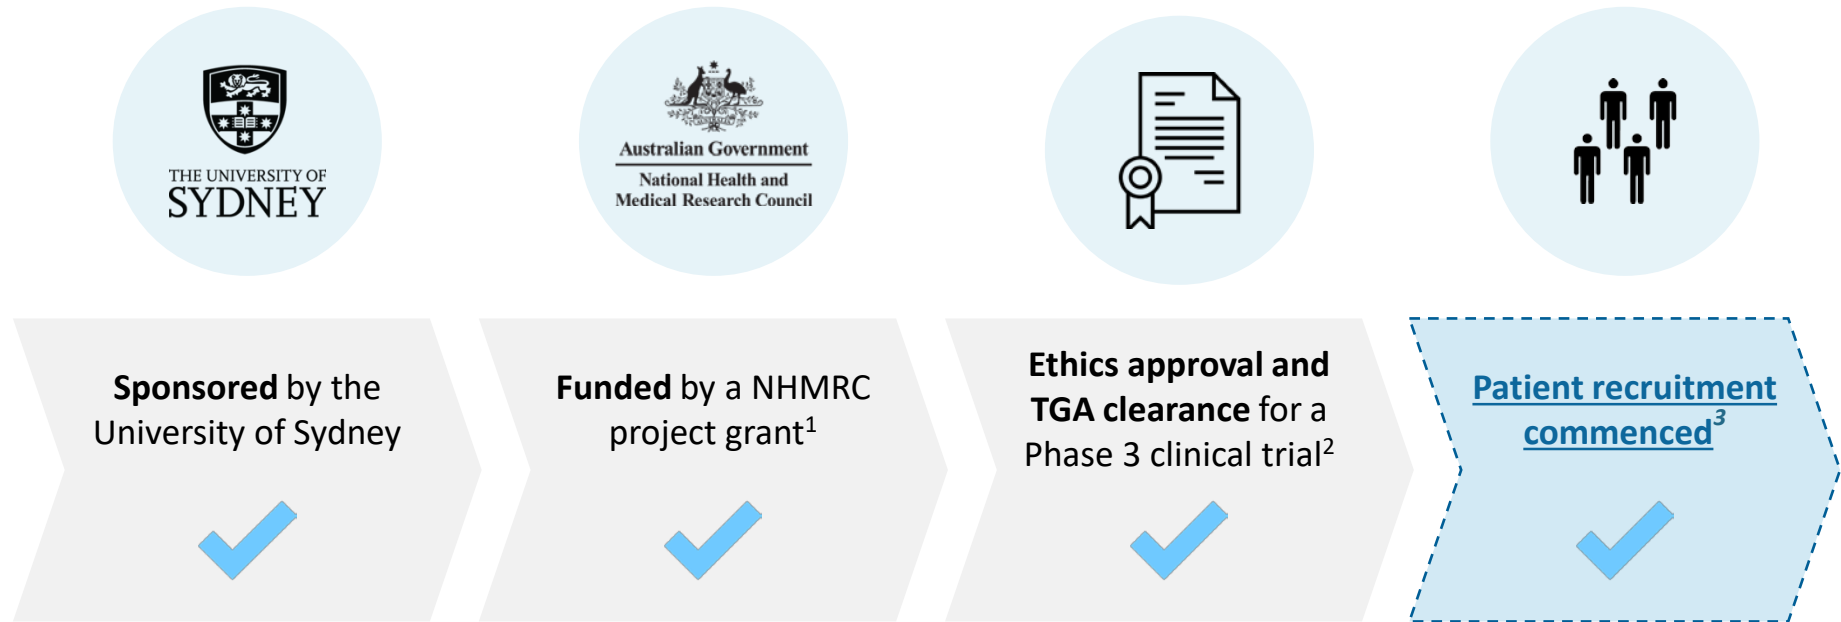 THE UNIVERSITY OF
SYDNEY
Australian Government
National Health and
Medical Research Council
Sponsored by the
University of Sydney
Funded by a NHMRC
project grant1
Ethics approval and
TGA clearance for a
Phase 3 clinical trial2
Patient recruitment
commenced3